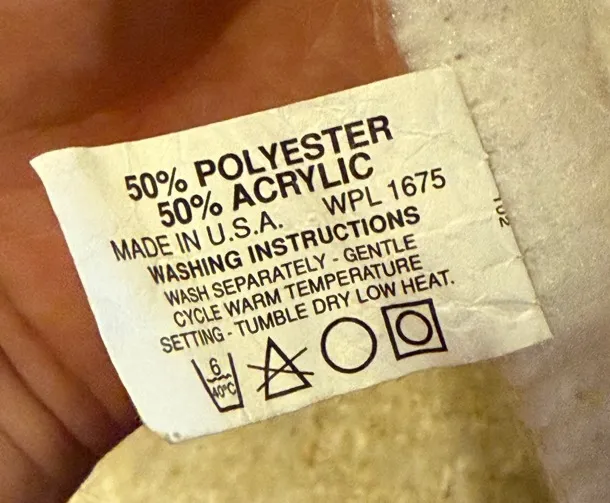 50% POLYESTER
50% ACRYLIC
MADE IN U.S.A. WPL 1675
WASHING INSTRUCTIONS
WASH SEPARATELY - GENTLE
CYCLE WARM TEMPERATURE
SETTING - TUMBLE DRY LOW HEAT.
6
40°C
102